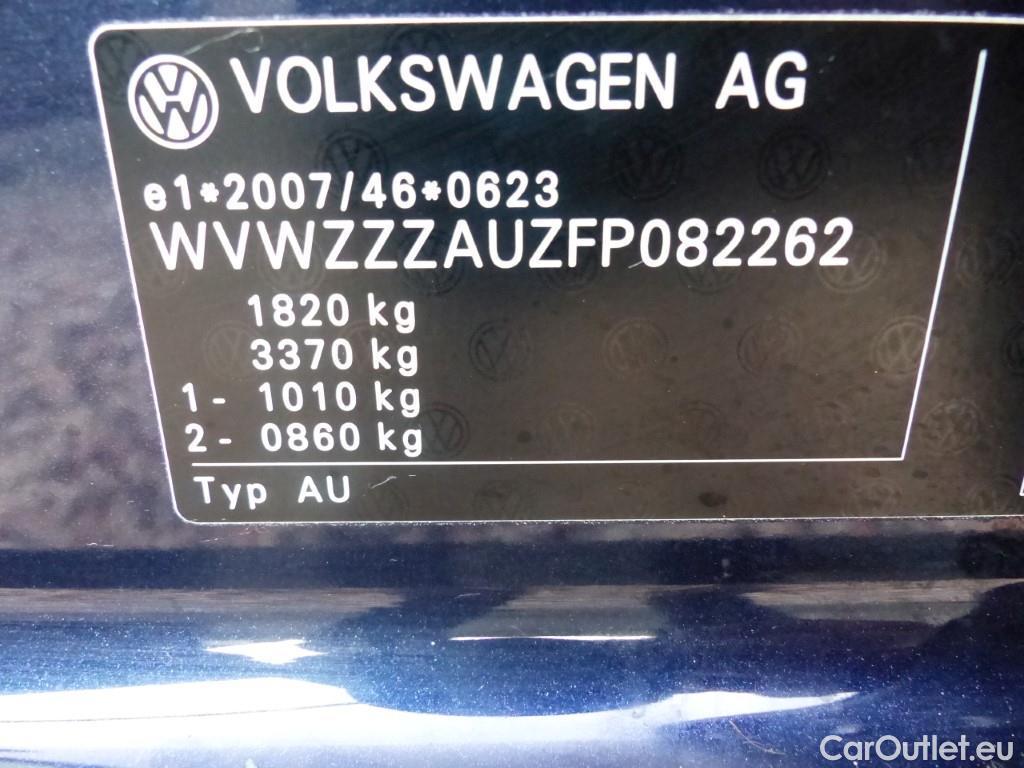 VOLKSWAGEN AG
e1*2007/46*0623
WVWZZZAUZFP082262
1820 kg
3370 kg
1- 1010 kg
2- 0860 kg
Typ AU
CarOutlet.eu